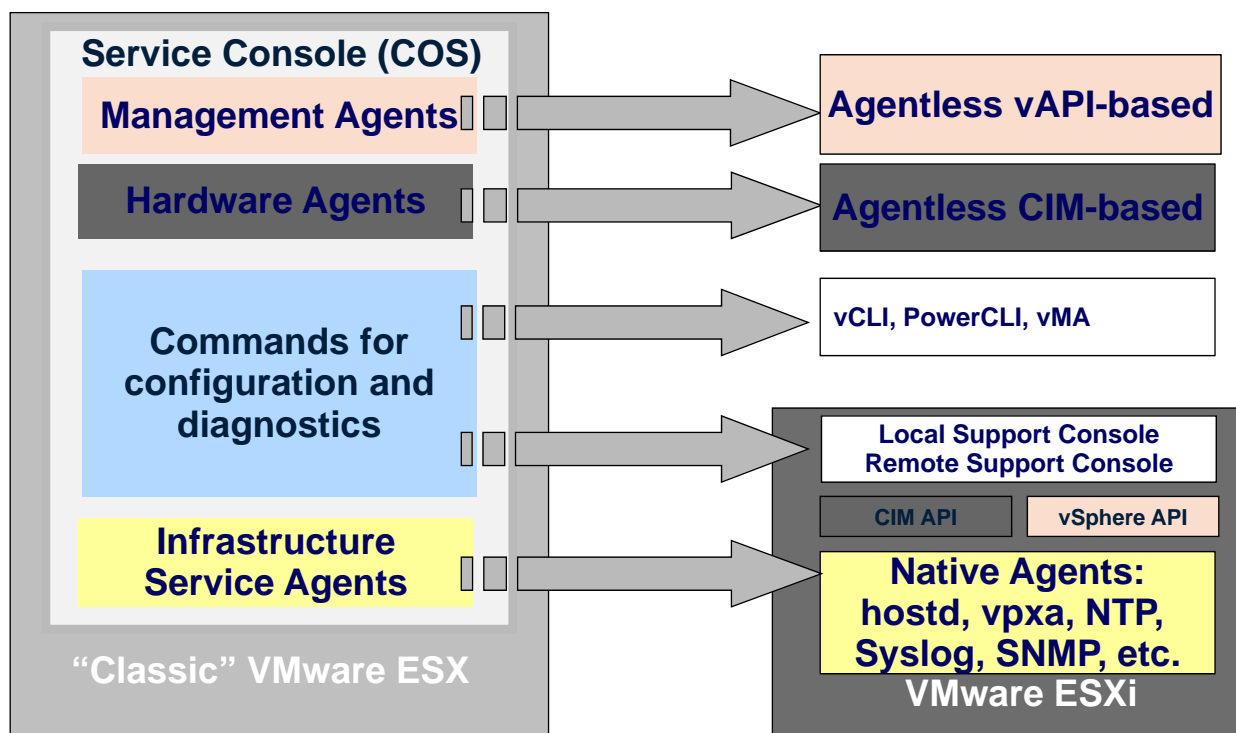 Service Console (COS)
Management Agents
Agentless vAPI-based
Hardware Agents
Agentless CIM-based
Commands for
configuration and
diagnostics
vCLI, PowerCLI, vMA
Local Support Console
Remote Support Console
CIM API
vSphere API
Infrastructure
Service Agents
Native Agents:
hostd, vpxa, NTP,
Syslog, SNMP, etc.
“Classic” VMware ESX
VMware ESXi